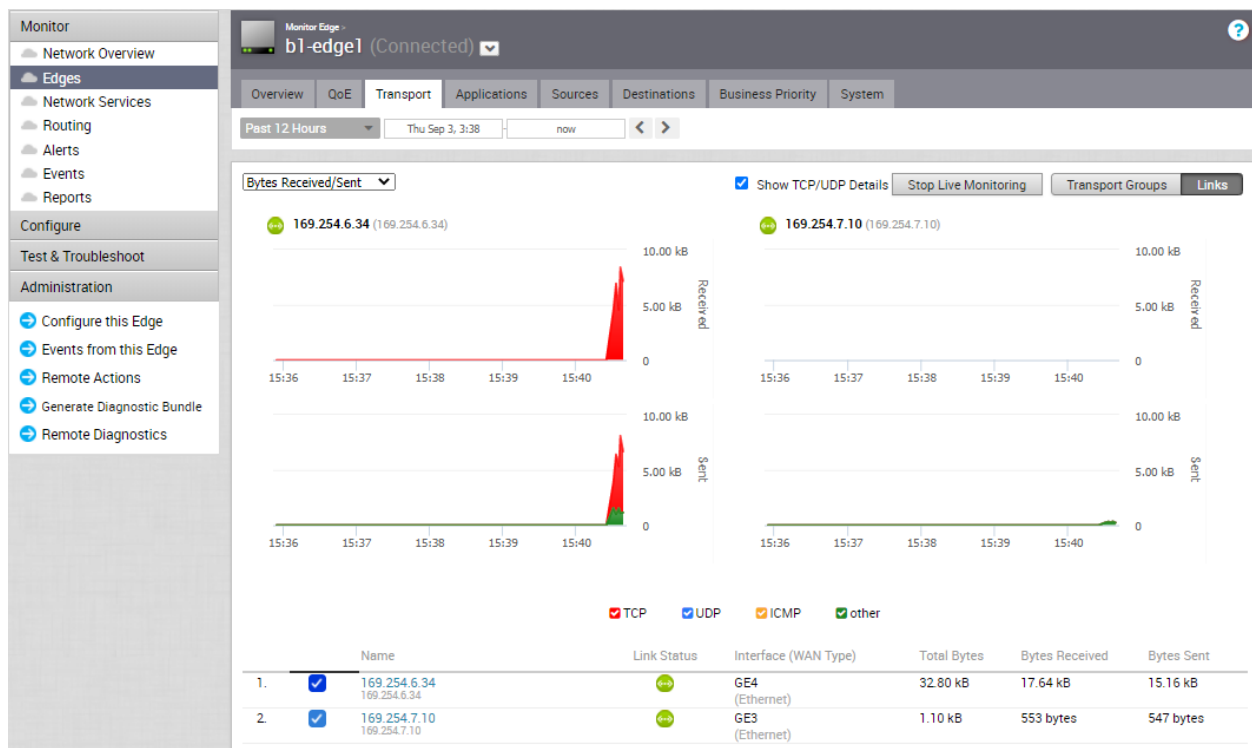 Monitor
Network Overview
Edges
Network Services
Routing
Alerts
Events
Reports
Configure
Test & Troubleshoot
Administration
Configure this Edge
Events from this Edge
Remote Actions
Generate Diagnostic Bundle
Remote Diagnostics
Monitor Edge >
b1-edge1 (Connected)
?
Overview QoE Transport Applications Sources Destinations Business Priority System
Past 12 Hours Thu Sep 3, 3:38 - now
Bytes Received/Sent Show TCP/UDP Details Stop Live Monitoring Transport Groups Links
169.254.6.34 (169.254.6.34)
10.00 kB
5.00 kB
0
Received
15:36 15:37 15:38 15:39 15:40
10.00 kB
5.00 kB
0
Sent
15:36 15:37 15:38 15:39 15:40
169.254.7.10 (169.254.7.10)
10.00 kB
5.00 kB
0
Received
15:36 15:37 15:38 15:39 15:40
10.00 kB
5.00 kB
0
Sent
15:36 15:37 15:38 15:39 15:40
TCP UDP ICMP other
Name Link Status Interface (WAN Type) Total Bytes Bytes Received Bytes Sent
1. 169.254.6.34 GE4 32.80 kB 17.64 kB 15.16 kB
169.254.6.34 (Ethernet)
2. 169.254.7.10 GE3 1.10 kB 553 bytes 547 bytes
169.254.7.10 (Ethernet)